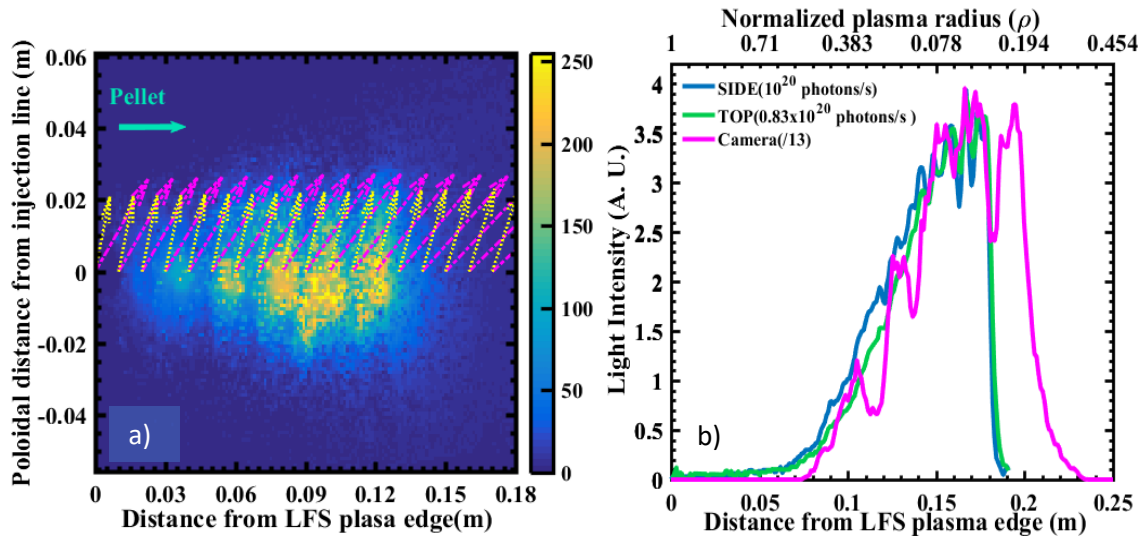 Poloidal distance from injection line (m)
0.06
0.04
0.02
0
-0.02
-0.04
Pellet
a)
0
0.03
0.06
0.09
0.12
0.15
0.18
Distance from LFS plasa edge(m)
250
200
150
100
50
0
Normalized plasma radius (ρ)
1 0.71 0.383 0.078 0.194 0.454
Light Intensity (A. U.)
4
3.5
3
2.5
2
1.5
1
0.5
0
SIDE(10²⁰ photons/s)
TOP(0.83x10²⁰ photons/s )
Camera(/13)
b)
0 0.05 0.1 0.15 0.2 0.25
Distance from LFS plasma edge (m)